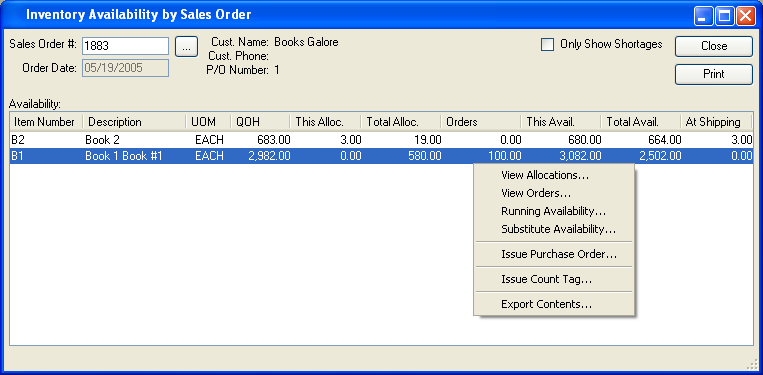 Inventory Availability by Sales Order
Sales Order #: 1883 ... Cust. Name: Books Galore Only Show Shortages Close
Cust. Phone:
Order Date: 05/19/2005 P/O Number: 1 Print
Availability:
Item Number Description UOM QOH This Alloc. Total Alloc. Orders This Avail. Total Avail. At Shipping
B2 Book 2 EACH 683.00 3.00 19.00 0.00 680.00 664.00 3.00
B1 Book 1 Book #1 EACH 2,982.00 0.00 580.00 100.00 3,082.00 2,502.00 0.00
View Allocations...
View Orders...
Running Availability...
Substitute Availability...
Issue Purchase Order...
Issue Count Tag...
Export Contents...